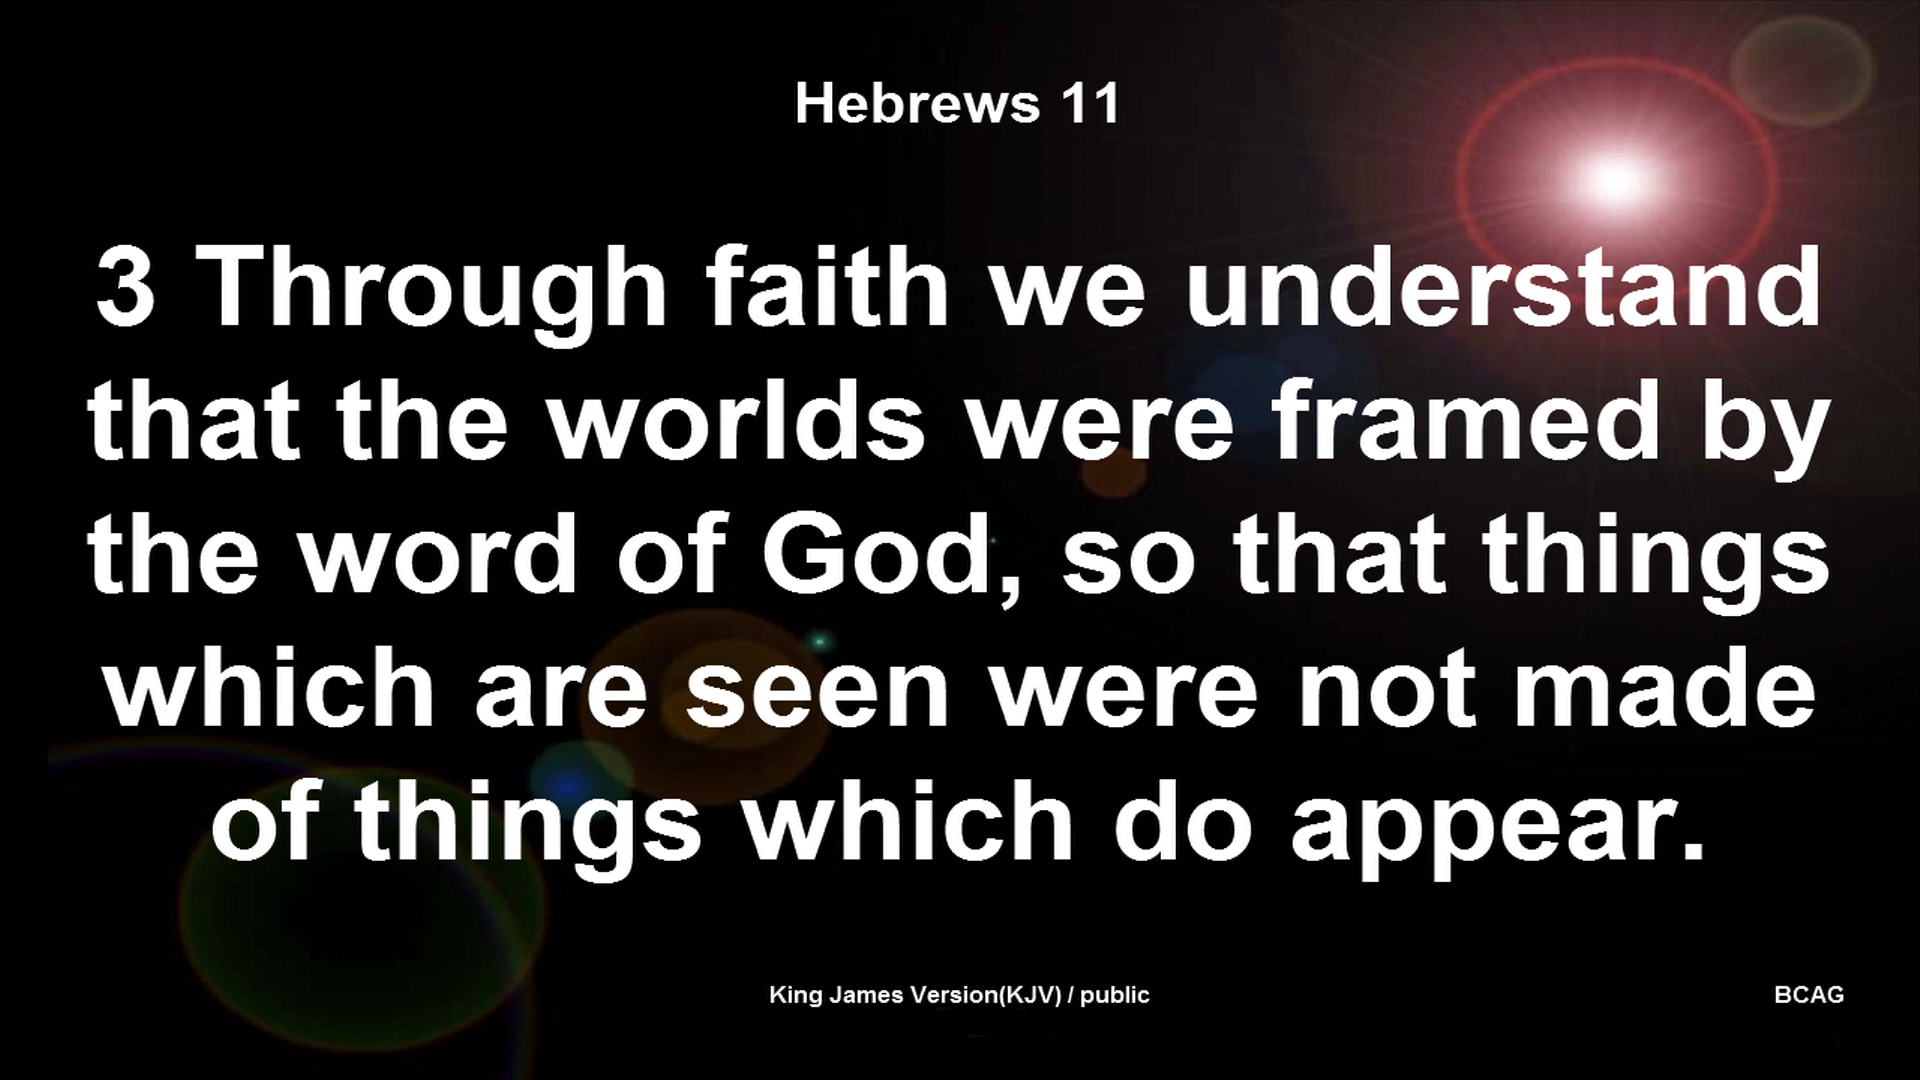 Hebrews 11
3 Through faith we understand
that the worlds were framed by
the word of God, so that things
which are seen were not made
of things which do appear.
King James Version(KJV) / public
BCAG